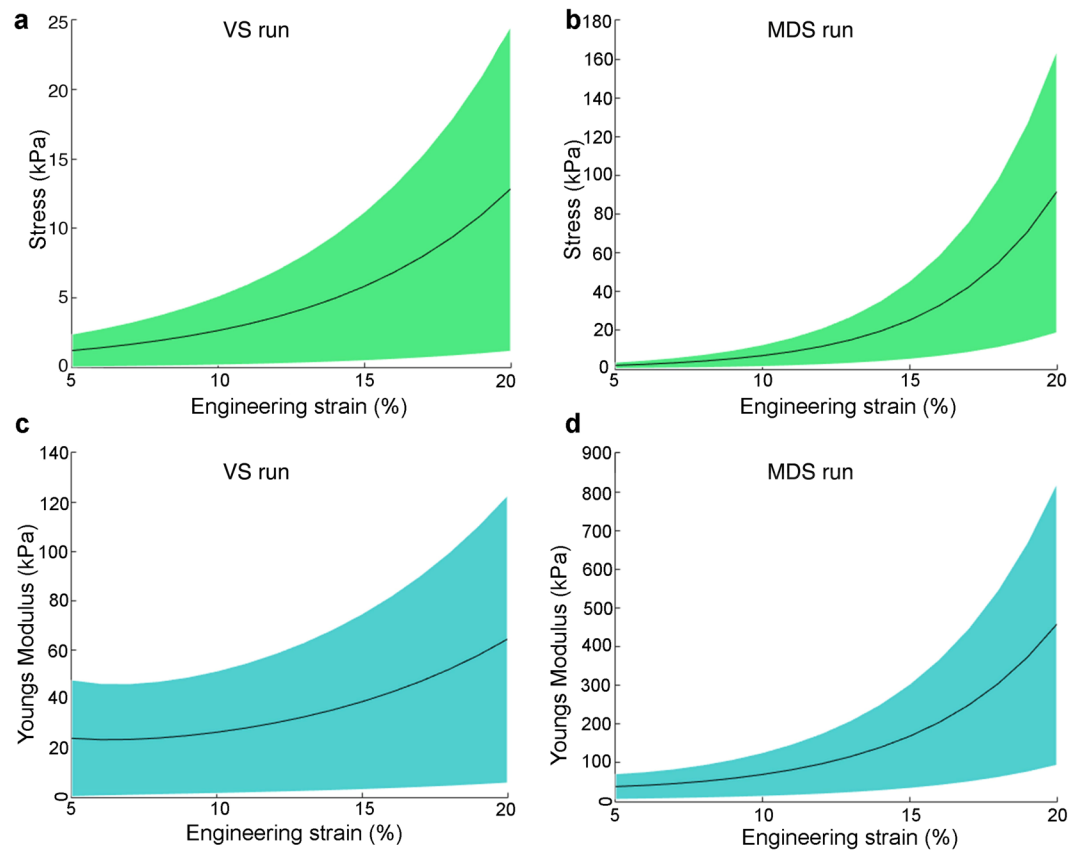 a
VS run
Stress (kPa)
25
20
15
10
5
0
5 10 15 20
Engineering strain (%)
b
MDS run
Stress (kPa)
180
160
140
120
100
80
60
40
20
0
5 10 15 20
Engineering strain (%)
c
VS run
Youngs Modulus (kPa)
140
120
100
80
60
40
20
0
5 10 15 20
Engineering strain (%)
d
MDS run
Youngs Modulus (kPa)
900
800
700
600
500
400
300
200
100
0
5 10 15 20
Engineering strain (%)